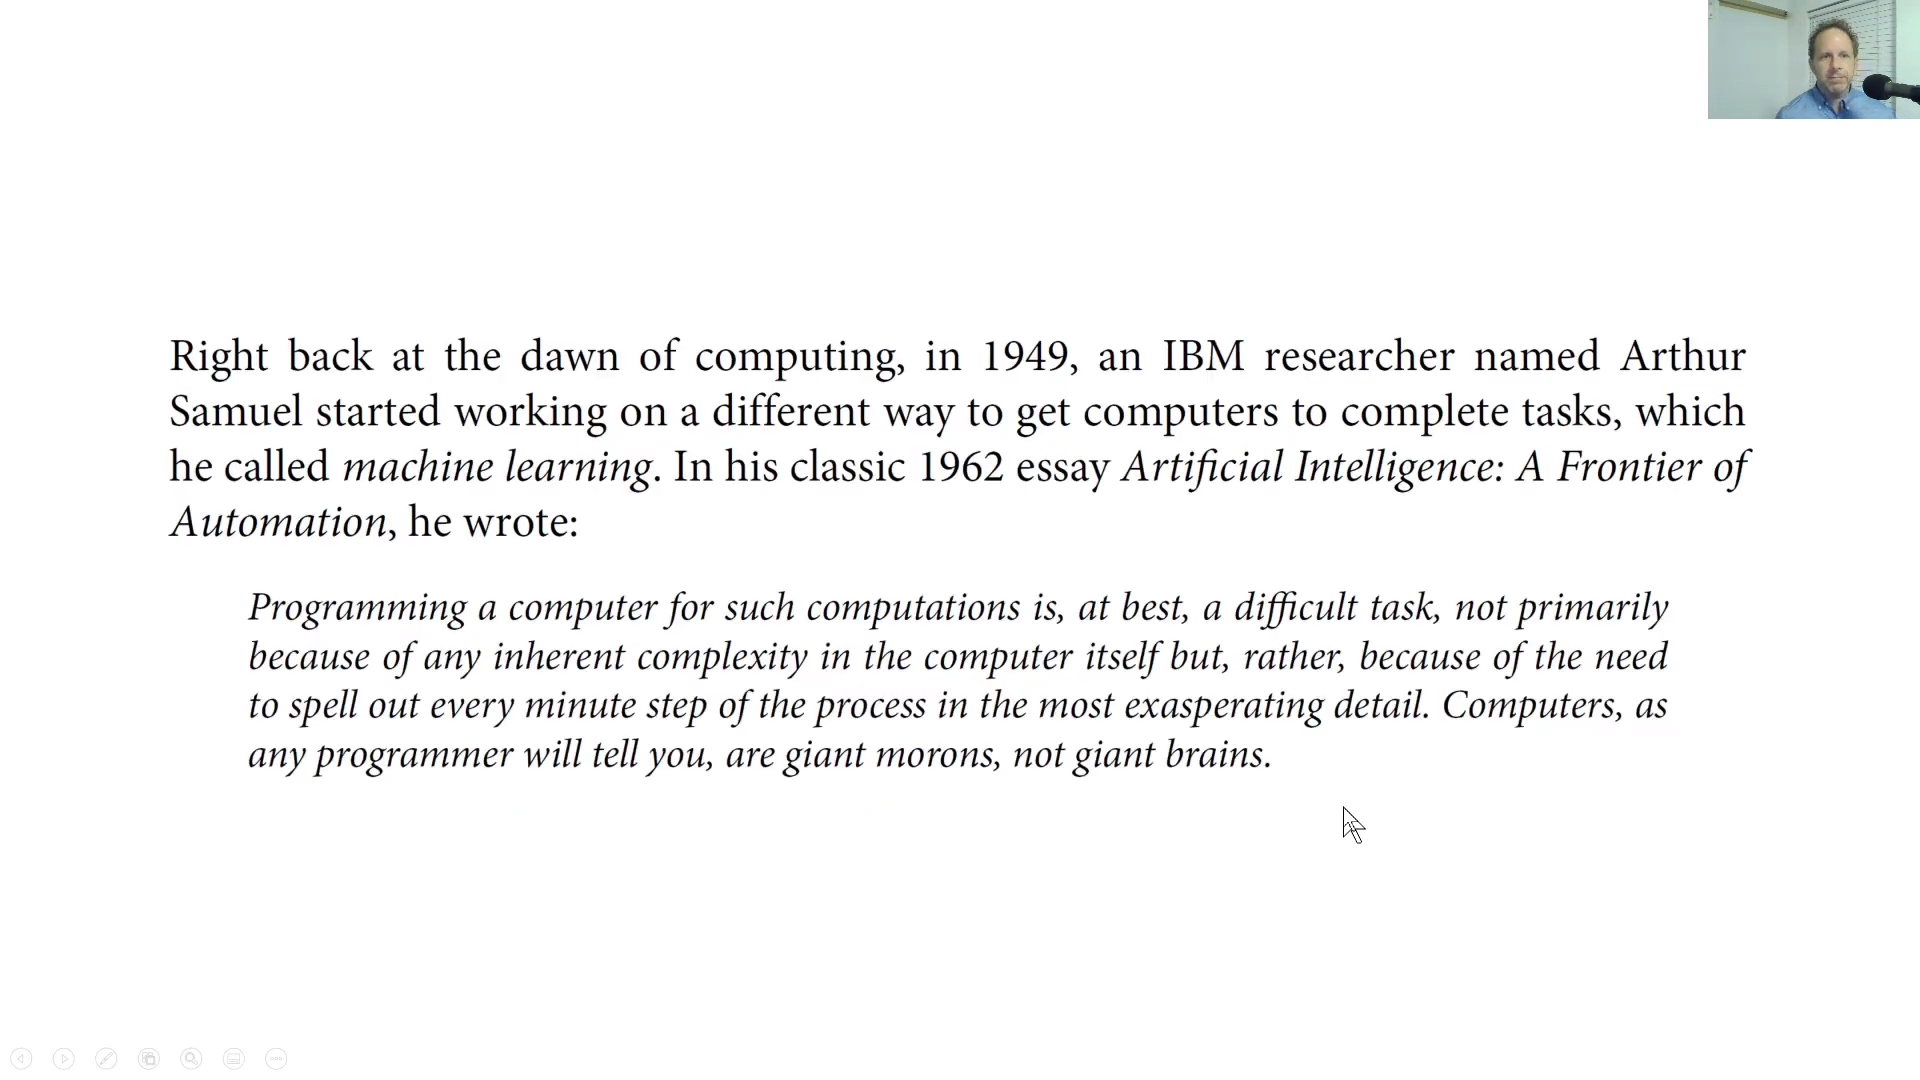 Right back at the dawn of computing, in 1949, an IBM researcher named Arthur
Samuel started working on a different way to get computers to complete tasks, which
he called machine learning. In his classic 1962 essay Artificial Intelligence: A Frontier of
Automation, he wrote:
Programming a computer for such computations is, at best, a difficult task, not primarily
because of any inherent complexity in the computer itself but, rather, because of the need
to spell out every minute step of the process in the most exasperating detail. Computers, as
any programmer will tell you, are giant morons, not giant brains.